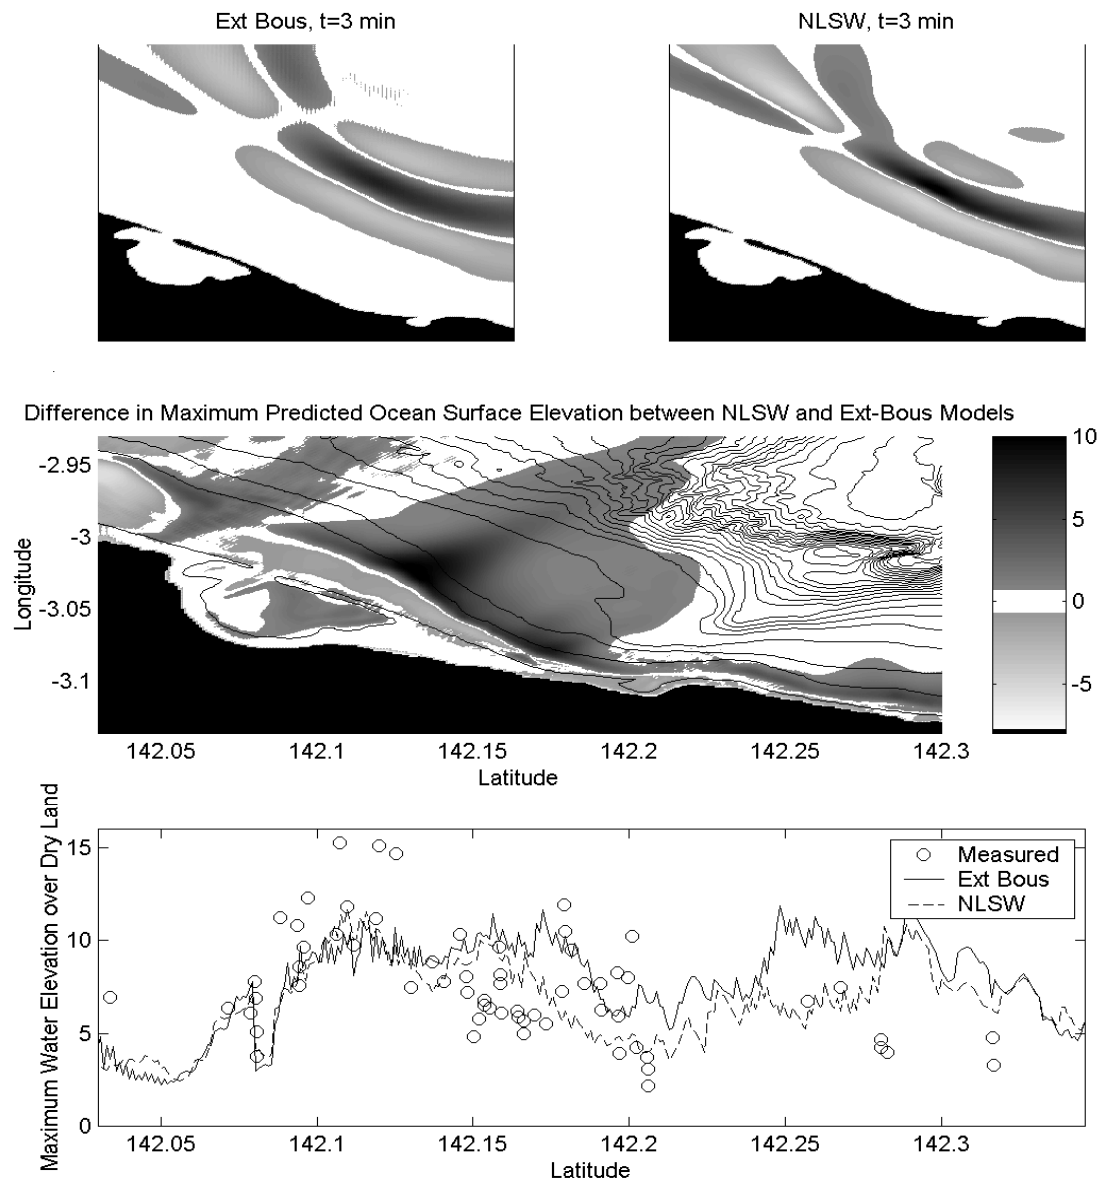 Ext Bous, t=3 min
NLSW, t=3 min
Difference in Maximum Predicted Ocean Surface Elevation between NLSW and Ext-Bous Models
Longitude
-2.95
-3
-3.05
-3.1
142.05
142.1
142.15
142.2
142.25
142.3
Latitude
10
5
0
-5
Maximum Water Elevation over Dry Land
15
10
5
0
Measured
Ext Bous
NLSW
142.05
142.1
142.15
142.2
142.25
142.3
Latitude